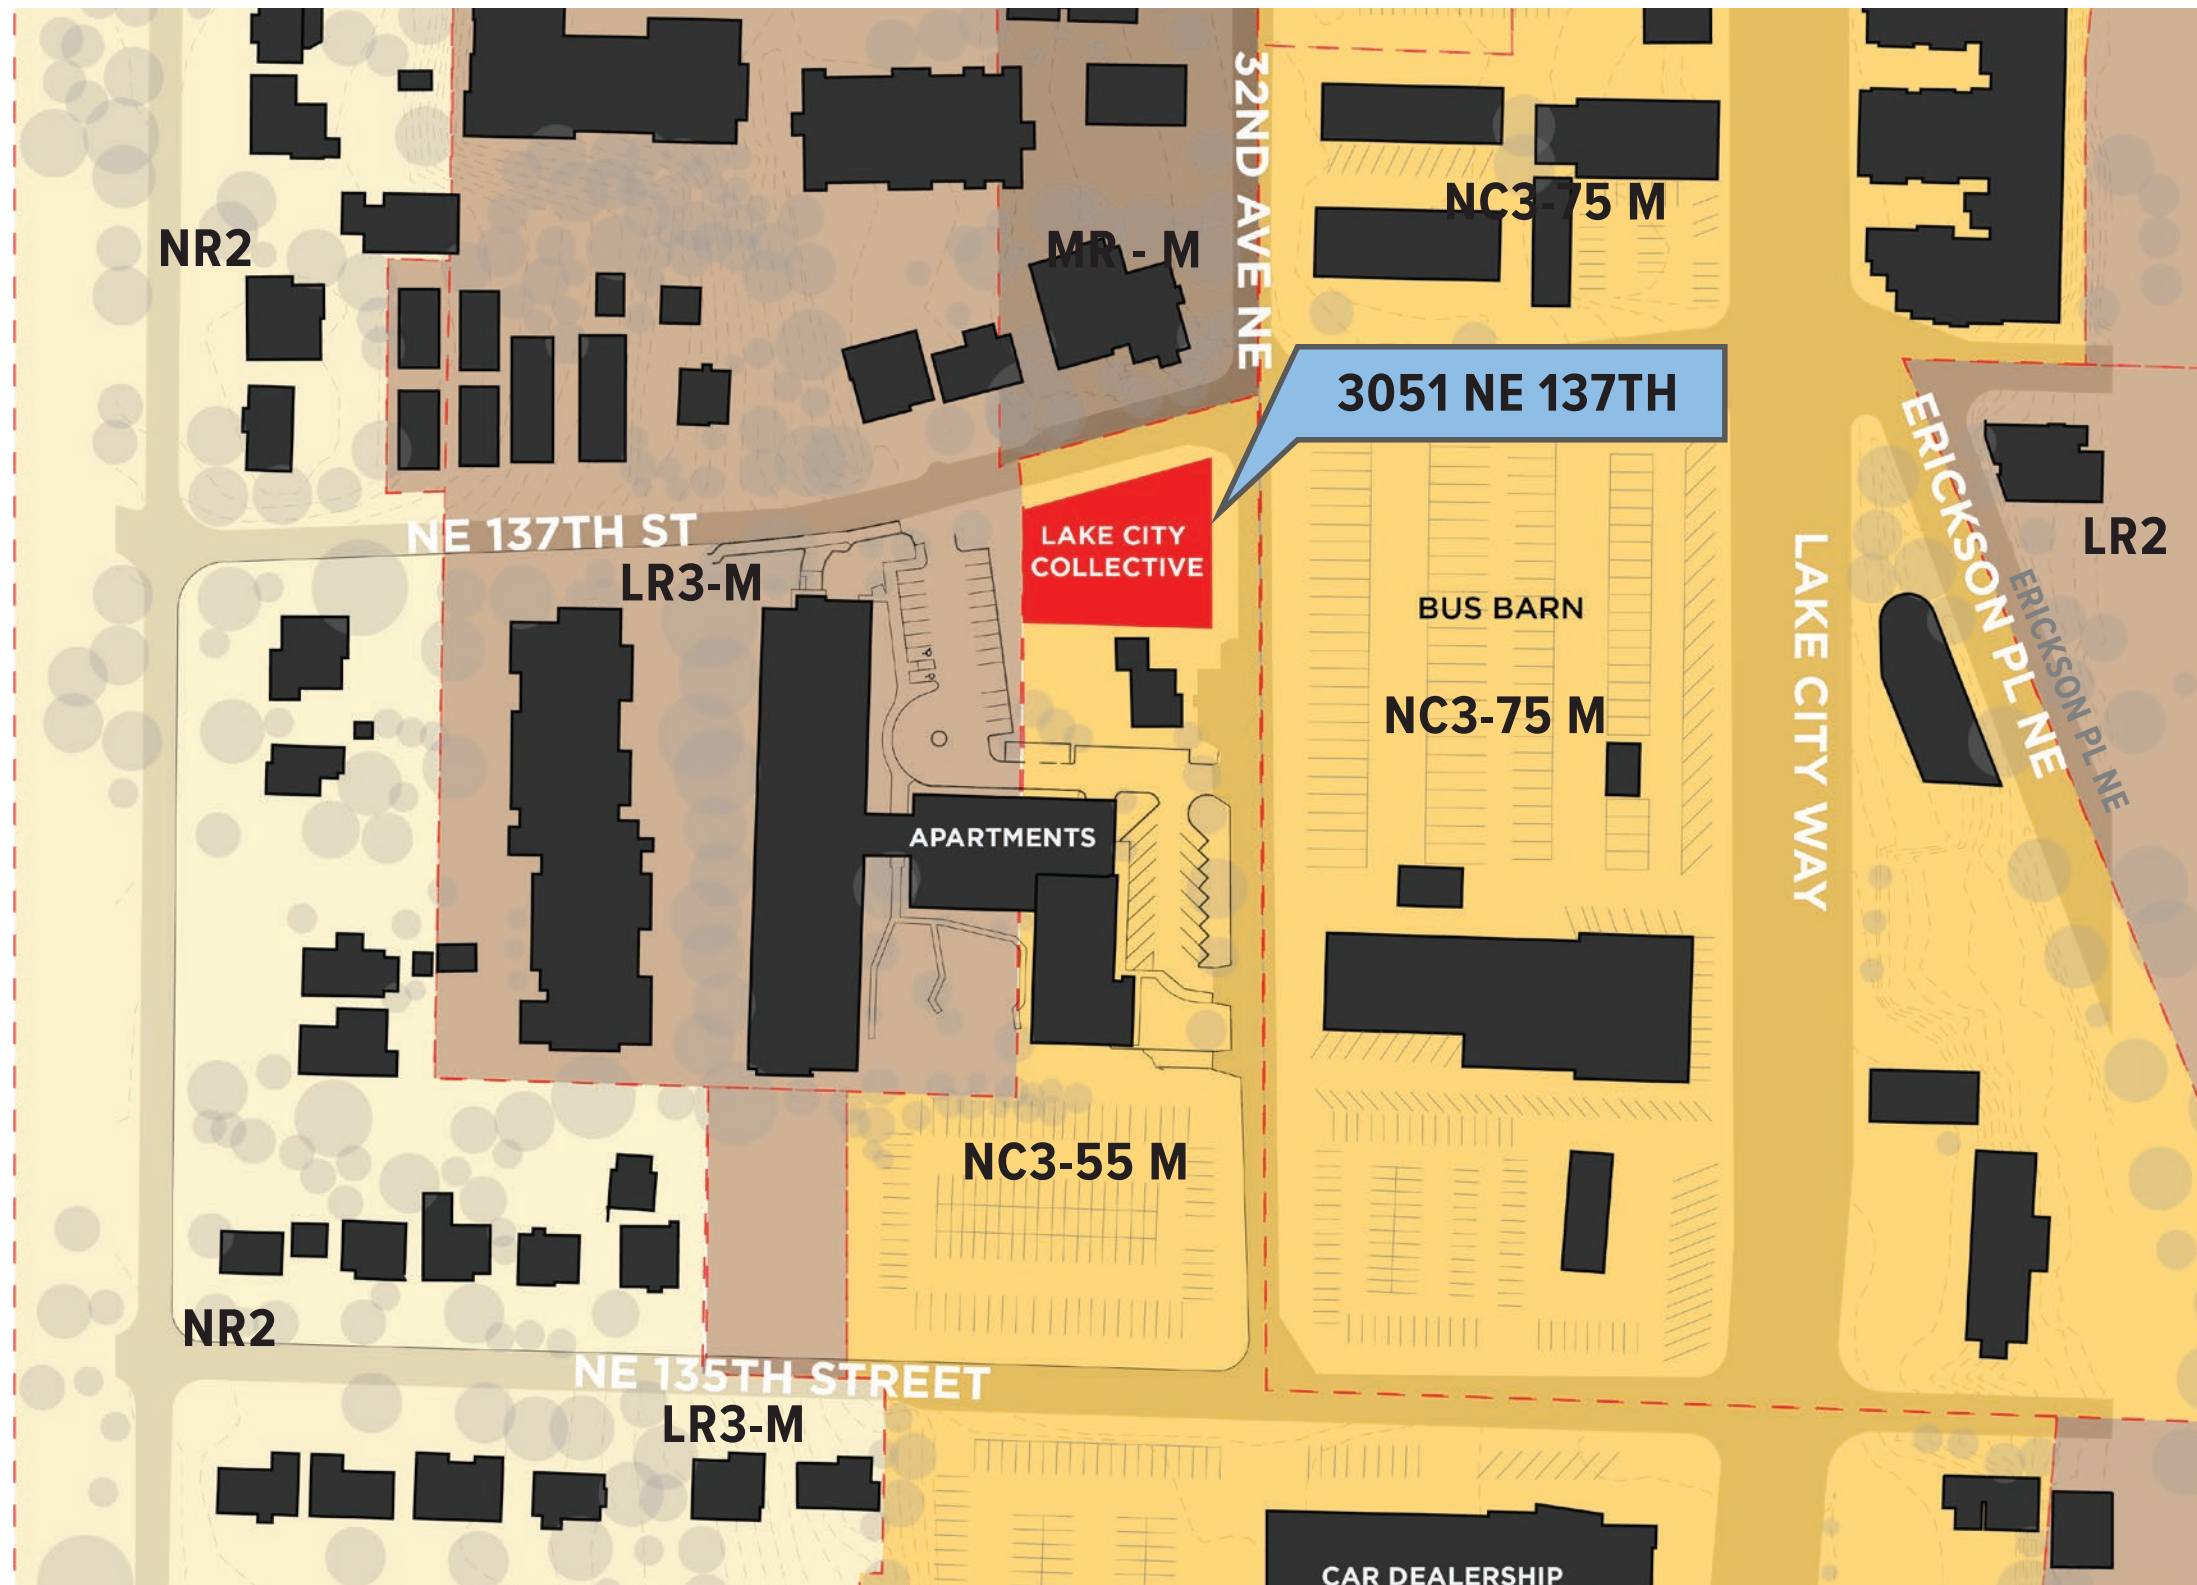 32ND AVE NE
NC3-75 M
NR2
MR - M
3051 NE 137TH
ERICKSON PL NE
NE 137TH ST
LAKE CITY
COLLECTIVE
LR2
LR3-M
BUS BARN
LAKE CITY WAY
ERICKSON PL NE
NC3-75 M
APARTMENTS
NC3-55 M
NR2
NE 135TH STREET
LR3-M
CAR DEALERSHIP